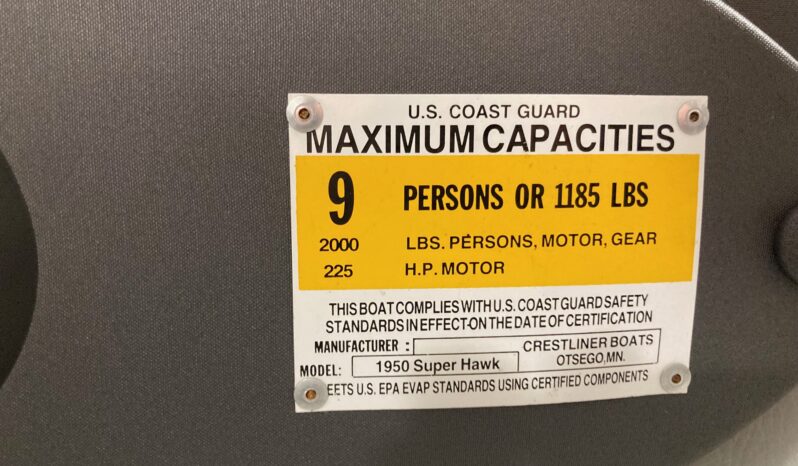 U.S. COAST GUARD
MAXIMUM CAPACITIES
9 PERSONS OR 1185 LBS
2000 LBS. PERSONS, MOTOR, GEAR
225 H.P. MOTOR
THIS BOAT COMPLIES WITH U.S. COAST GUARD SAFETY
STANDARDS IN EFFECT ON THE DATE OF CERTIFICATION
MANUFACTURER : CRESTLINER BOATS
OTSEGO, MN.
MODEL: 1950 Super Hawk
EETS U.S. EPA EVAP STANDARDS USING CERTIFIED COMPONENTS